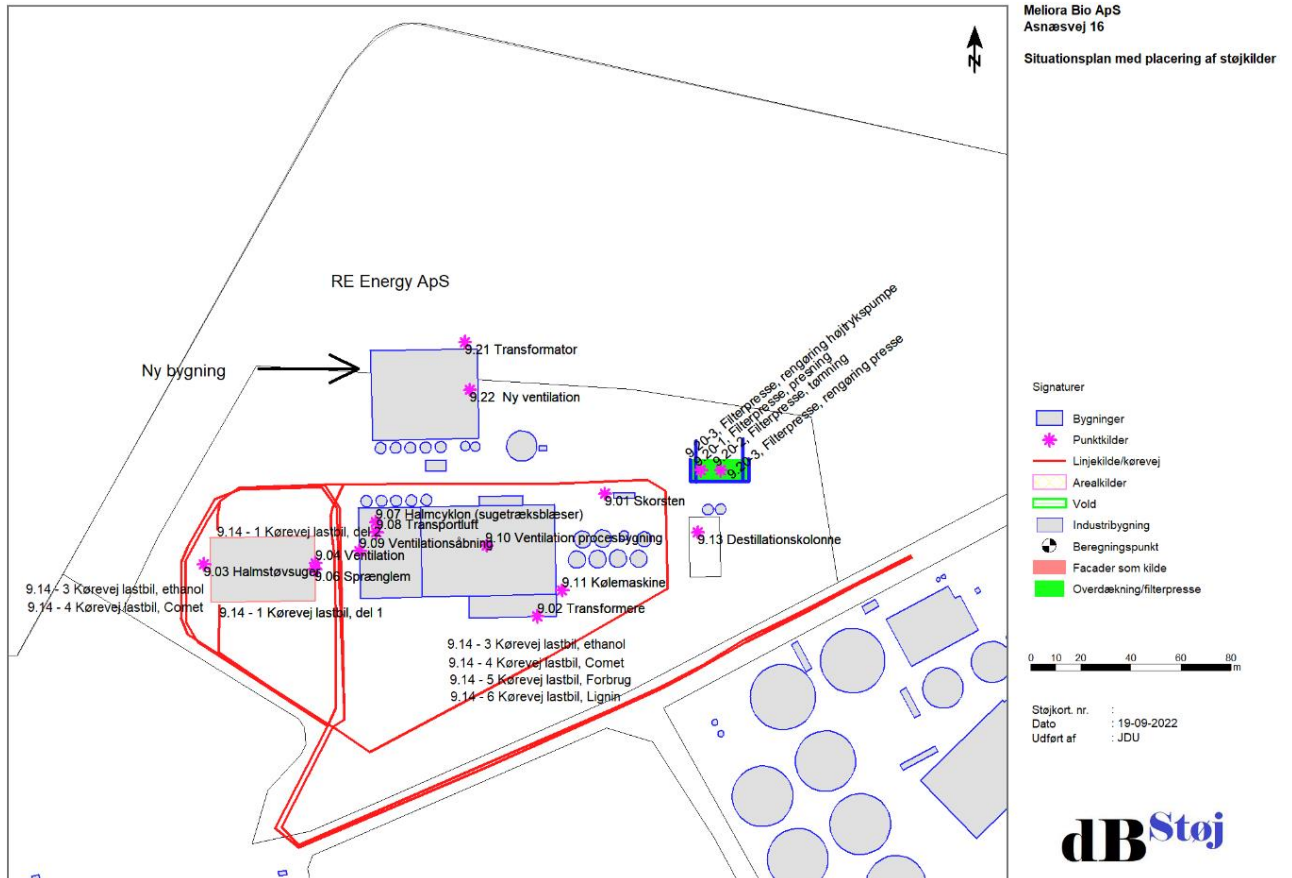 Meliora Bio ApS
Asnæsvej 16
Situationsplan med placering af støjkilder
N
RE Energy ApS
Ny bygning
9.21 Transformator
9.22 Ny ventilation
9.20-3, Filterpresse, rengøring højtrykspumpe
9.20-1, Filterpresse, presning
9.20-2, Filterpresse, tømning
9.20-3, Filterpresse, rengøring presse
9.01 Skorsten
9.07 Halmcyklon (sugetræksblæser)
9.08 Transportluft
9.14 - 1 Kørevej lastbil, del 2
9.10 Ventilation procesbygning
9.09 Ventilationsåbning
9.13 Destillationskolonne
9.04 Ventilation
9.03 Halmstøvsuger
9.06 Sprænglem
9.14 - 3 Kørevej lastbil, ethanol
9.14 - 4 Kørevej lastbil, Comet
9.11 Kølemaskine
9.14 - 1 Kørevej lastbil, del 1
9.02 Transformere
9.14 - 3 Kørevej lastbil, ethanol
9.14 - 4 Kørevej lastbil, Comet
9.14 - 5 Kørevej lastbil, Forbrug
9.14 - 6 Kørevej lastbil, Lignin
Signaturer
Bygninger
Punktkilder
Linjekilde/kørevej
Arealkilder
Vold
Industribygning
Beregningspunkt
Facader som kilde
Overdækning/filterpresse
0 10 20 40 60 80
m
Støjkort. nr. :
Dato : 19-09-2022
Udført af : JDU
dB Støj